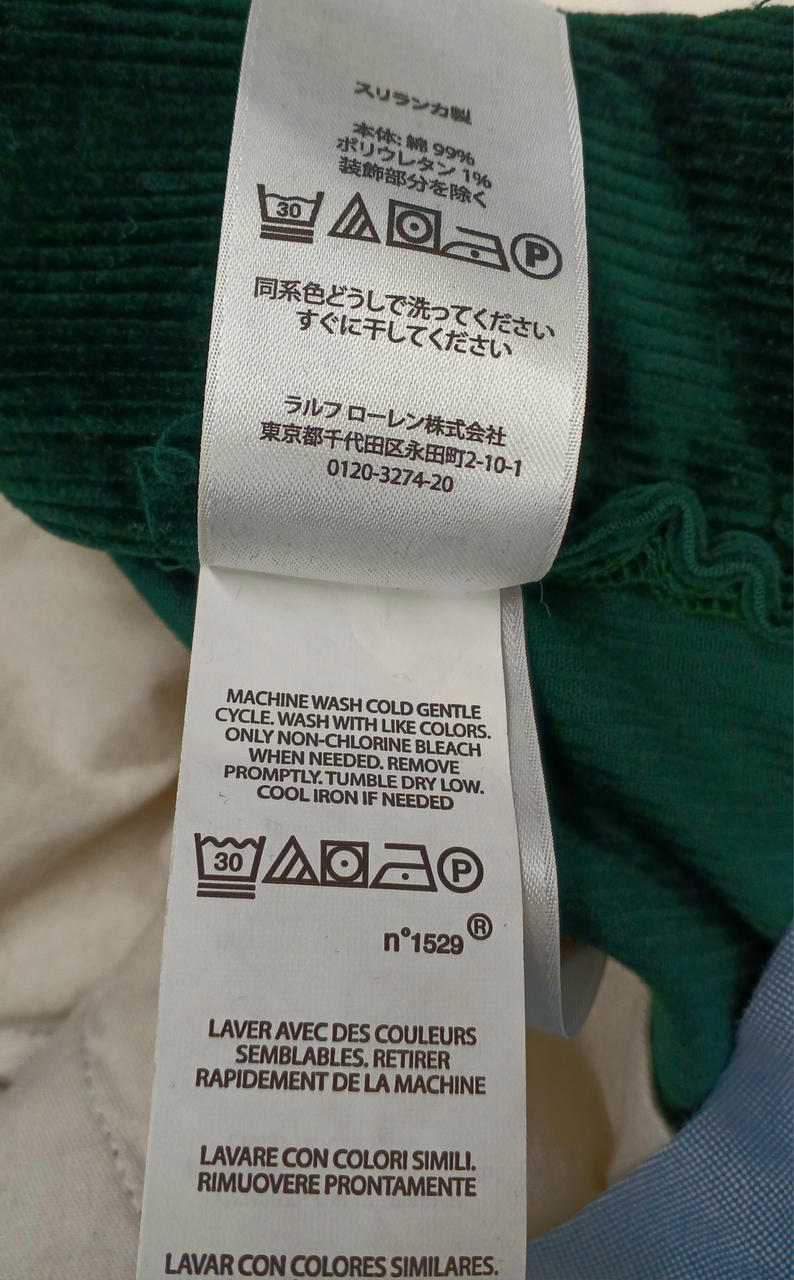 スリランカ製
本体: 綿 99%
ポリウレタン 1%
装飾部分を除く
30 P
同系色どうしで洗ってください
すぐに干してください
ラルフ ローレン株式会社
東京都千代田区永田町2-10-1
0120-3274-20
MACHINE WASH COLD GENTLE
CYCLE. WASH WITH LIKE COLORS.
ONLY NON-CHLORINE BLEACH
WHEN NEEDED. REMOVE
PROMPTLY. TUMBLE DRY LOW.
COOL IRON IF NEEDED
30 P
n°1529®
LAVER AVEC DES COULEURS
SEMBLABLES. RETIRER
RAPIDEMENT DE LA MACHINE
LAVARE CON COLORI SIMILI.
RIMUOVERE PRONTAMENTE
LAVAR CON COLORES SIMILARES.